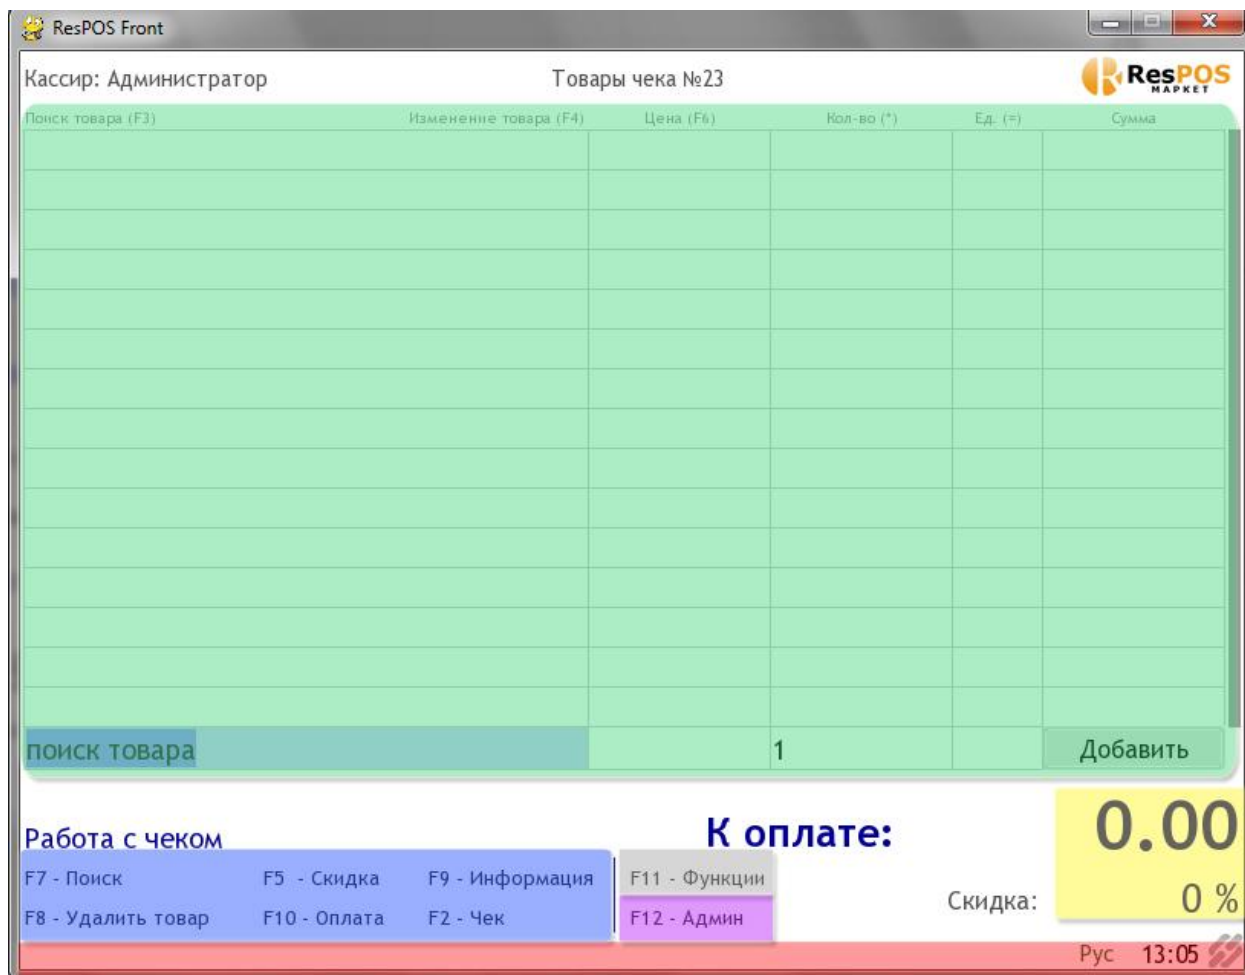 ResPOS Front
Кассир: Администратор Товары чека №23 ResPOS
МАРКЕТ
Поиск товара (F3) Изменение товара (F4) Цена (F6) Кол-во (*) Ед. (=) Сумма
поиск товара 1 Добавить
Работа с чеком К оплате: 0.00
F7 - Поиск F5 - Скидка F9 - Информация F11 - Функции
Скидка: 0 %
F8 - Удалить товар F10 - Оплата F2 - Чек F12 - Админ
Рус 13:05